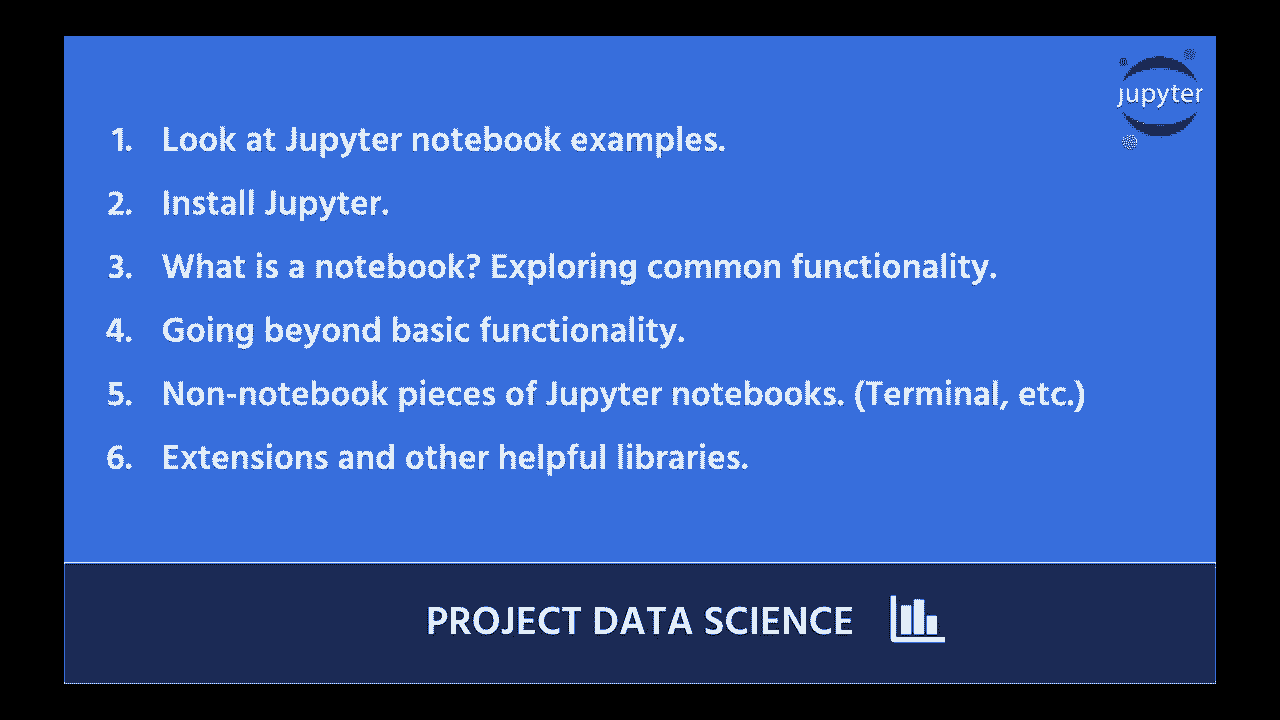 jupyter
1. Look at Jupyter notebook examples.
2. Install Jupyter.
3. What is a notebook? Exploring common functionality.
4. Going beyond basic functionality.
5. Non-notebook pieces of Jupyter notebooks. (Terminal, etc.)
6. Extensions and other helpful libraries.
PROJECT DATA SCIENCE